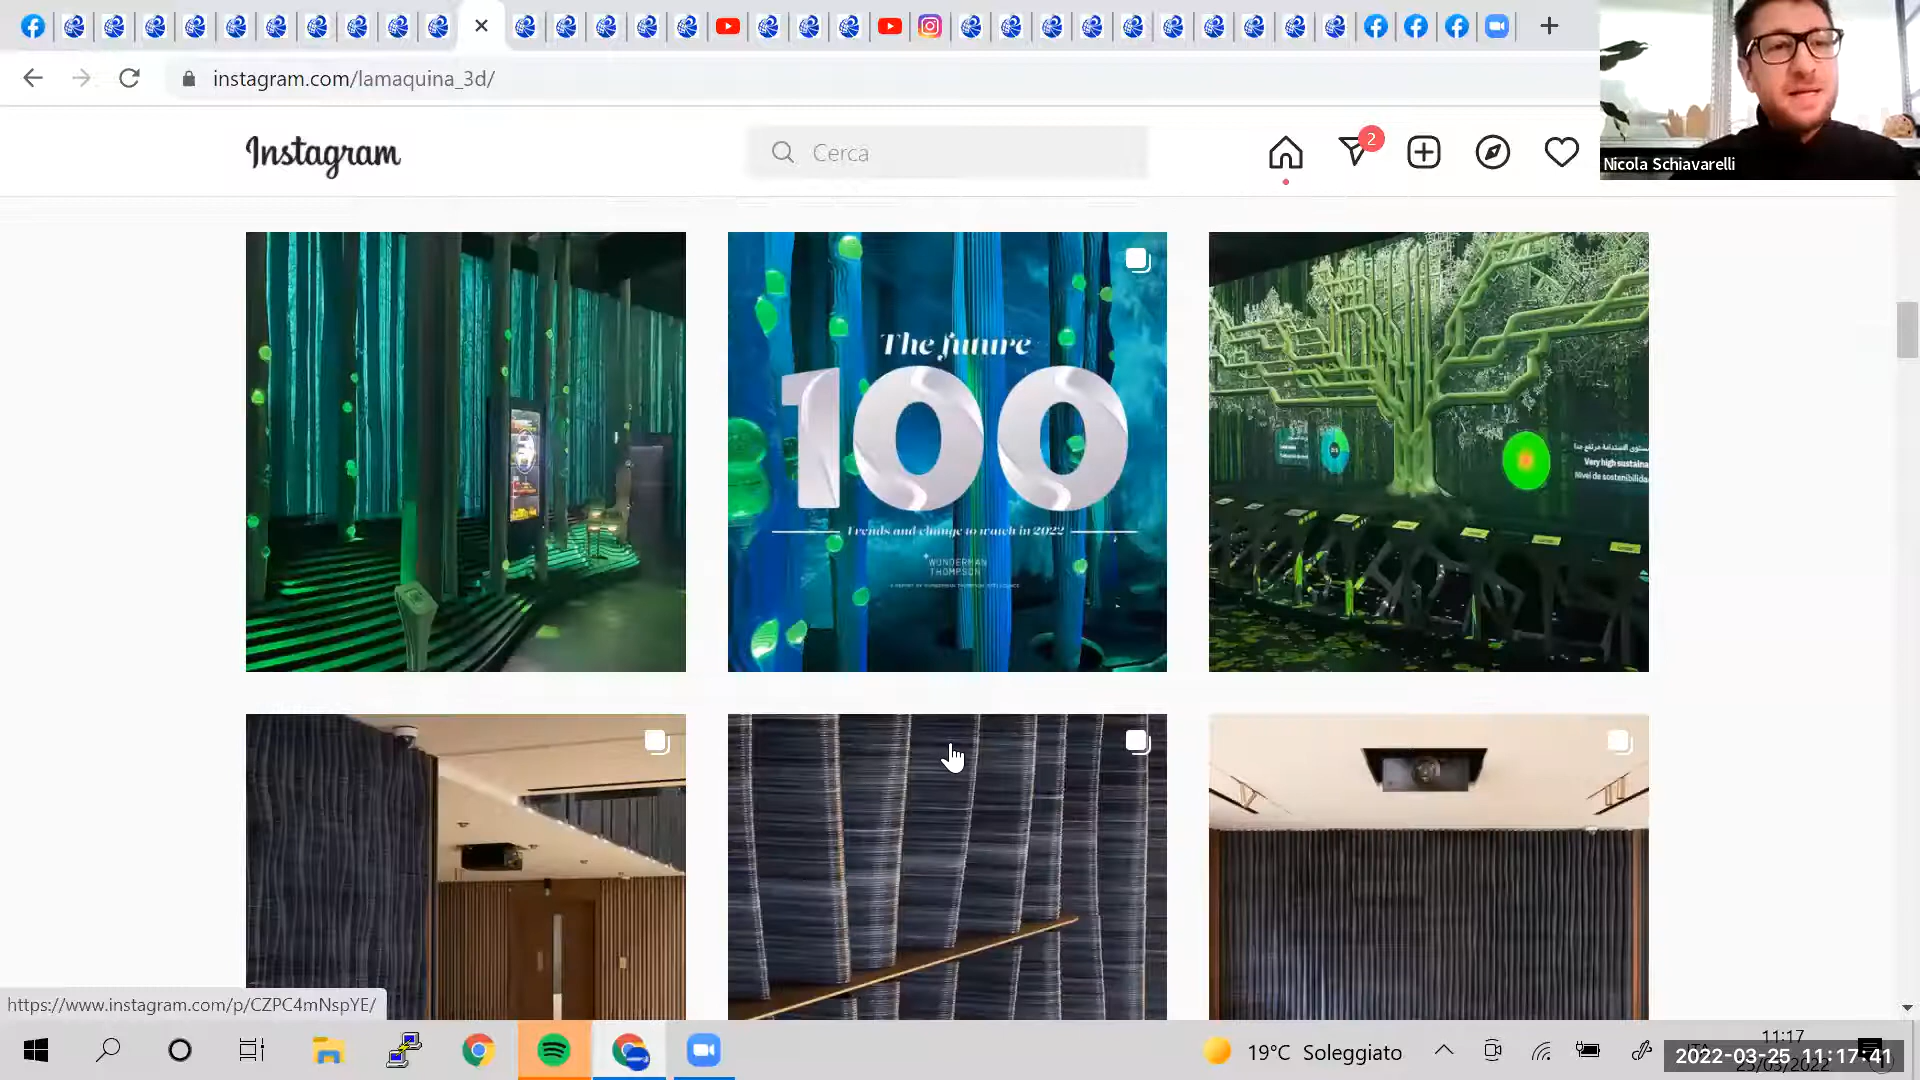 instagram.com/lamaquina_3d/
Instagram
Cerca
2
Nicola Schiavarelli
The future
100
Trends and change to watch in 2022
WUNDERMAN
THOMPSON
Very high sustaina
Nivel de sostenibilida
https://www.instagram.com/p/CZPC4mNspYE/
19°C Soleggiato
11:17
2022-03-25 11:17:41